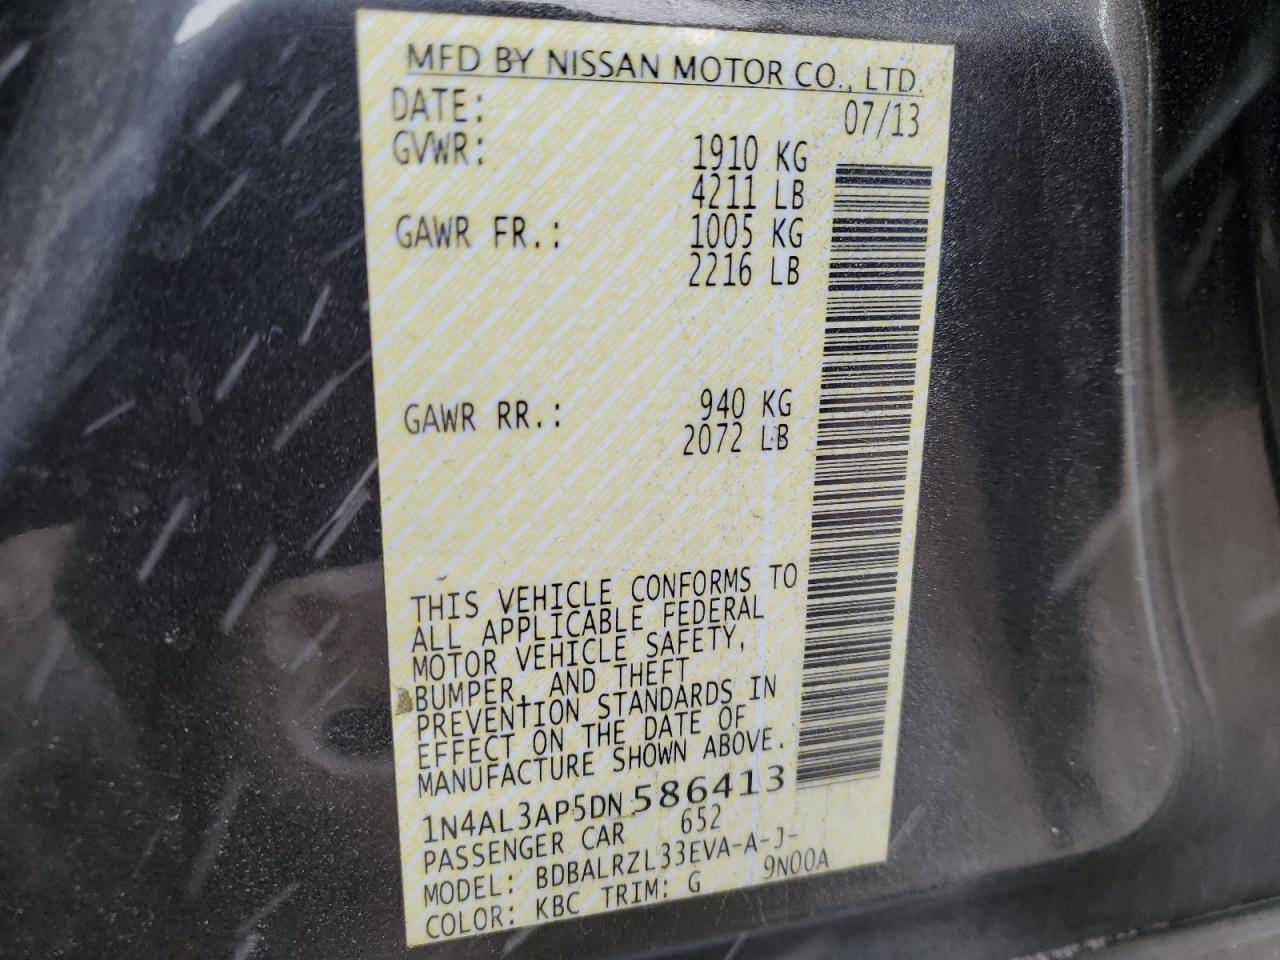 MFD BY NISSAN MOTOR CO., LTD.
DATE: 07/13
GVWR: 1910 KG
4211 LB
GAWR FR.: 1005 KG
2216 LB
GAWR RR.: 940 KG
2072 LB
THIS VEHICLE CONFORMS TO
ALL APPLICABLE FEDERAL
MOTOR VEHICLE SAFETY,
BUMPER, AND THEFT
PREVENTION STANDARDS IN
EFFECT ON THE DATE OF
MANUFACTURE SHOWN ABOVE.
1N4AL3AP5DN 586413
PASSENGER CAR 652
MODEL: BDBALRZL33EVA-A-J-
COLOR: KBC TRIM: G 9N00A